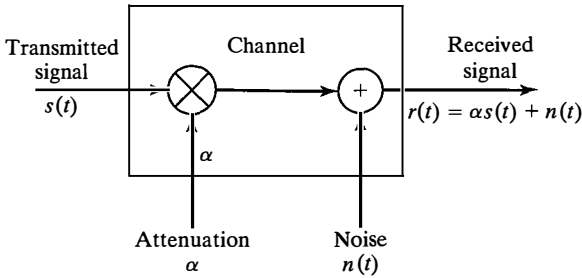 Transmitted
signal
s(t)
Channel
+
Received
signal
r(t) = αs(t) + n(t)
α
Attenuation
α
Noise
n(t)